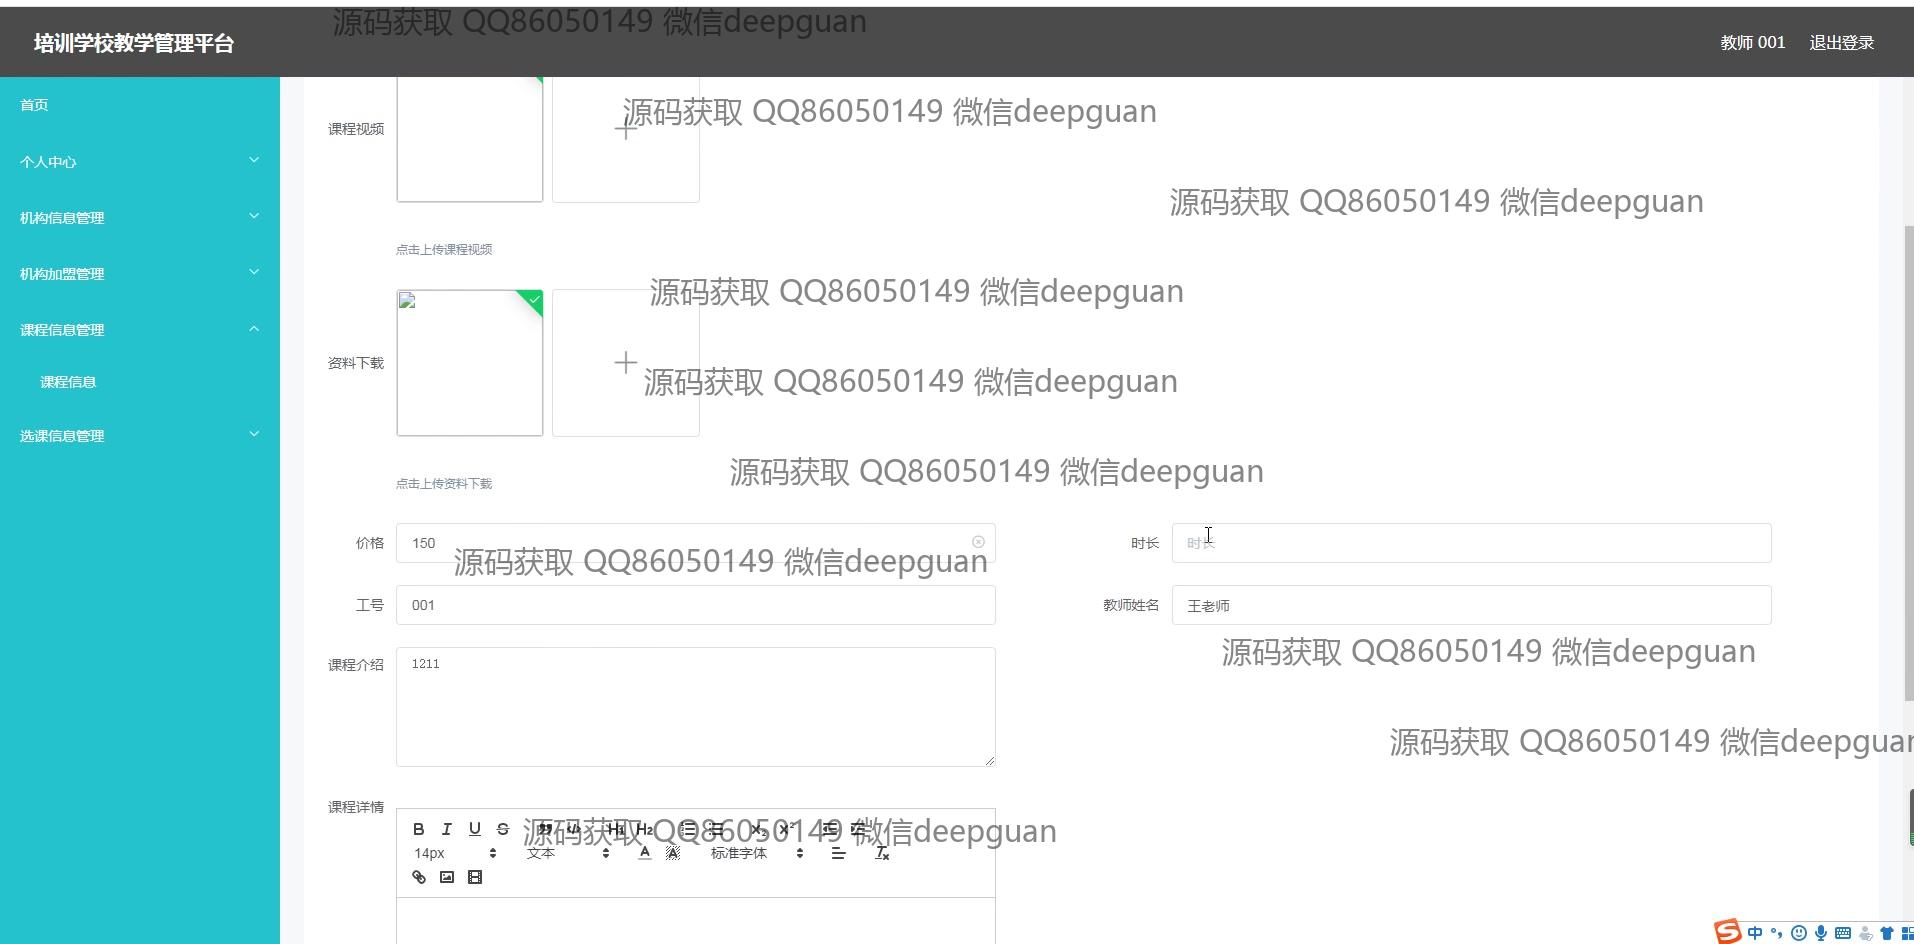 源码获取 QQ86050149 微信deepguan
培训学校教学管理平台
教师 001
退出登录
首页
个人中心
机构信息管理
机构加盟管理
课程信息管理
课程信息
选课信息管理
源码获取 QQ86050149 微信deepguan
课程视频
源码获取 QQ86050149 微信deepguan
点击上传课程视频
源码获取 QQ86050149 微信deepguan
资料下载
源码获取 QQ86050149 微信deepguan
源码获取 QQ86050149 微信deepguan
点击上传资料下载
价格 150
时长 时长
源码获取 QQ86050149 微信deepguan
工号 001
教师姓名 王老师
源码获取 QQ86050149 微信deepguan
课程介绍 1211
源码获取 QQ86050149 微信deepguan
课程详情
源码获取 QQ86050149 微信deepguan
B I U S H1 H2 X2 X2
14px 文本 A A 标准字体 Tx
S 中